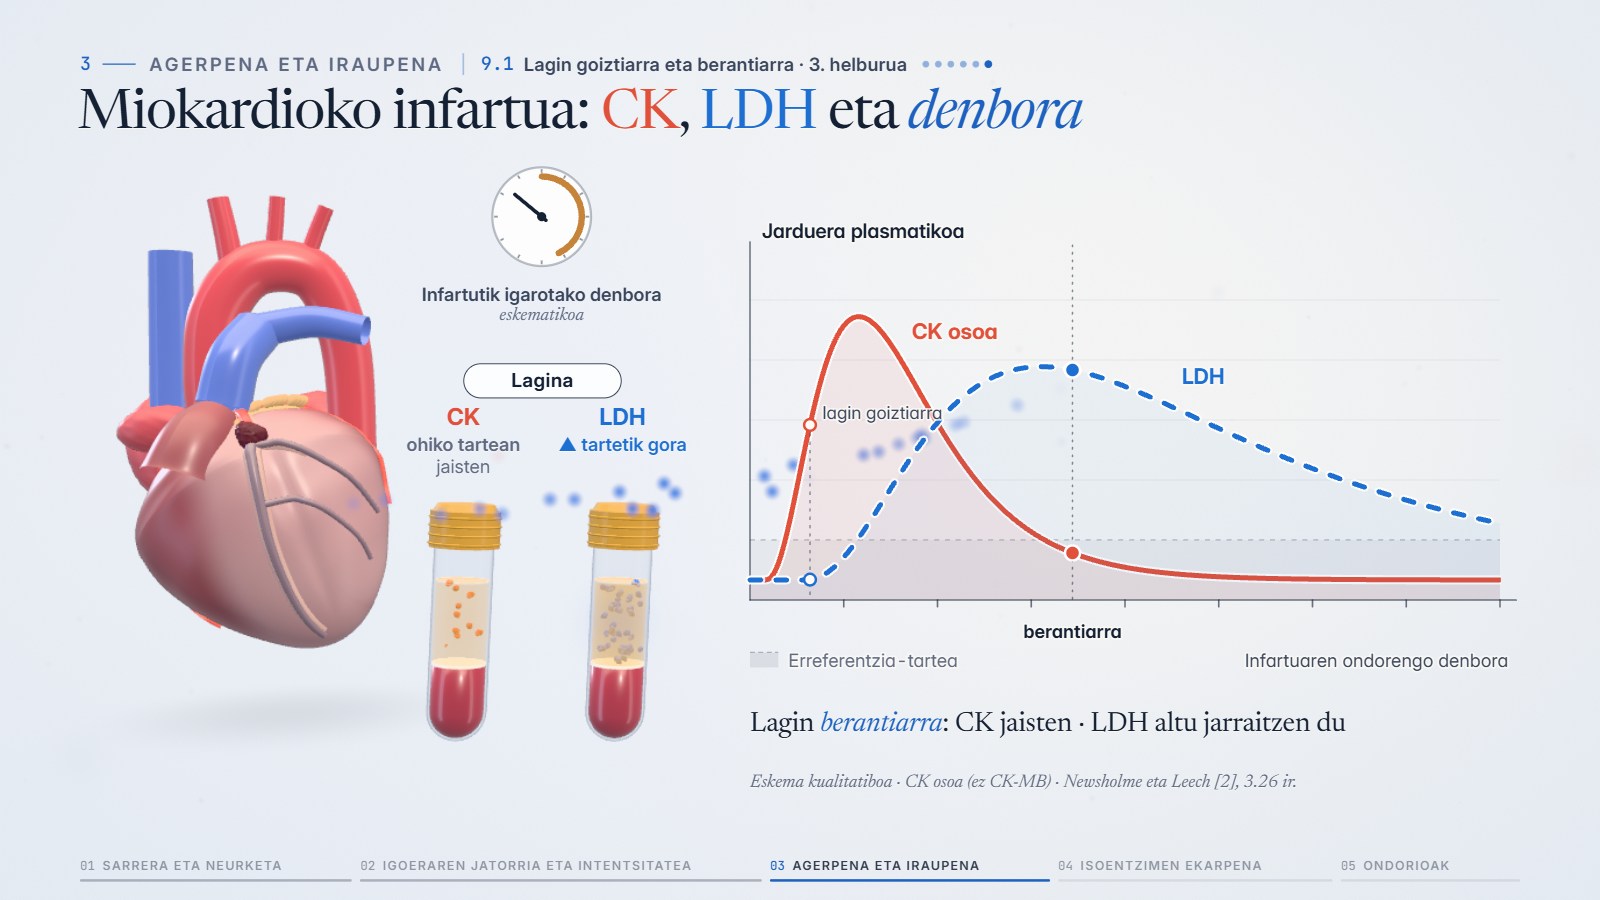 3 — AGERPENA ETA IRAUPENA | 9.1 Lagin goiztiarra eta berantiarra · 3. helburua
Miokardioko infartua: CK, LDH eta denbora
Infartutik igarotako denbora
eskematikoa
Lagina
CK
ohiko tartean
jaisten
LDH
▲ tartetik gora
Jarduera plasmatikoa
CK osoa
LDH
lagin goiztiarra
berantiarra
Erreferentzia-tartea
Infartuaren ondorengo denbora
Lagin berantiarra: CK jaisten · LDH altu jarraitzen du
Eskema kualitatiboa · CK osoa (ez CK-MB) · Newsholme eta Leech [2], 3.26 ir.
01 SARRERA ETA NEURKETA
02 IGOERAREN JATORRIA ETA INTENTSITATEA
03 AGERPENA ETA IRAUPENA
04 ISOENTZIMEN EKARPENA
05 ONDORIOAK